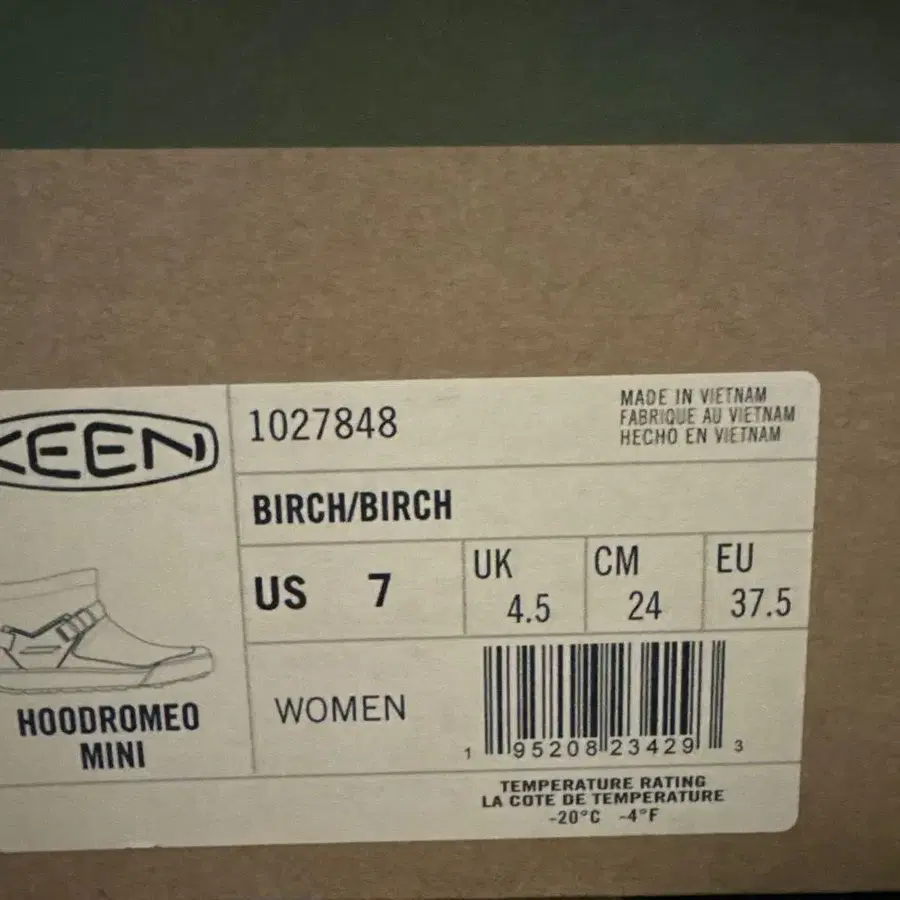 KEEN
1027848
MADE IN VIETNAM
FABRIQUE AU VIETNAM
HECHO EN VIETNAM
BIRCH/BIRCH
US 7
UK 4.5
CM 24
EU 37.5
HOODROMEO
MINI
WOMEN
1 95208 23429 3
TEMPERATURE RATING
LA COTE DE TEMPERATURE
-20°C -4°F